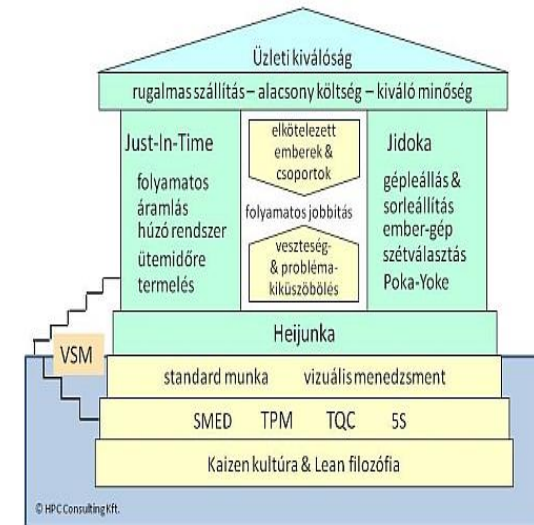 Üzleti kiválóság
rugalmas szállítás – alacsony költség – kiváló minőség
Just-In-Time
folyamatos
áramlás
húzó rendszer
ütemidőre
termelés
elkötelezett
emberek &
csoportok
folyamatos jobbítás
veszteség-
& probléma-
kiküszöbölés
Jidoka
gépleállás &
sorleállítás
ember-gép
szétválasztás
Poka-Yoke
Heijunka
VSM
standard munka vizuális menedzsment
SMED TPM TQC 5S
Kaizen kultúra & Lean filozófia
© HPC Consulting Kft.